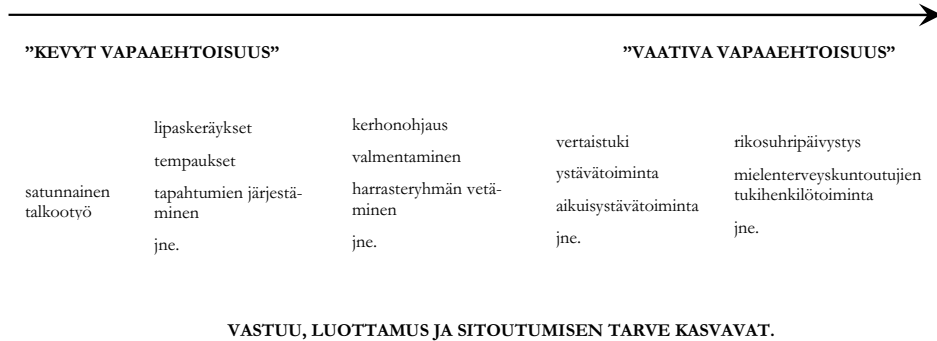 ”KEVYT VAPAAEHTOISUUS”
”VAATIVA VAPAAEHTOISUUS”
satunnainen
talkootyö
lipaskeräykset
tempaukset
tapahtumien järjestä-
minen
jne.
kerhonohjaus
valmentaminen
harrasteryhmän vetä-
minen
jne.
vertaistuki
ystävätoiminta
aikuisystävätoiminta
jne.
rikosuhripäivystys
mielenterveyskuntoutujien
tukihenkilötoiminta
jne.
VASTUU, LUOTTAMUS JA SITOUTUMISEN TARVE KASVAVAT.